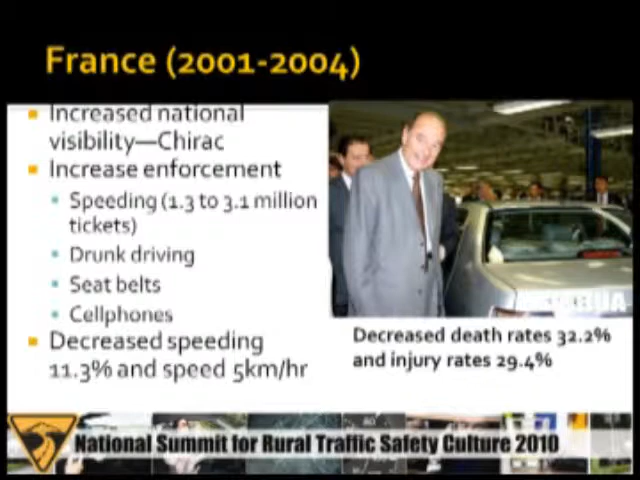 France (2001-2004)
Increased national
visibility—Chirac
Increase enforcement
Speeding (1.3 to 3.1 million
tickets)
Drunk driving
Seat belts
Cellphones
Decreased speeding
11.3% and speed 5km/hr
Decreased death rates 32.2%
and injury rates 29.4%
National Summit for Rural Traffic Safety Culture 2010